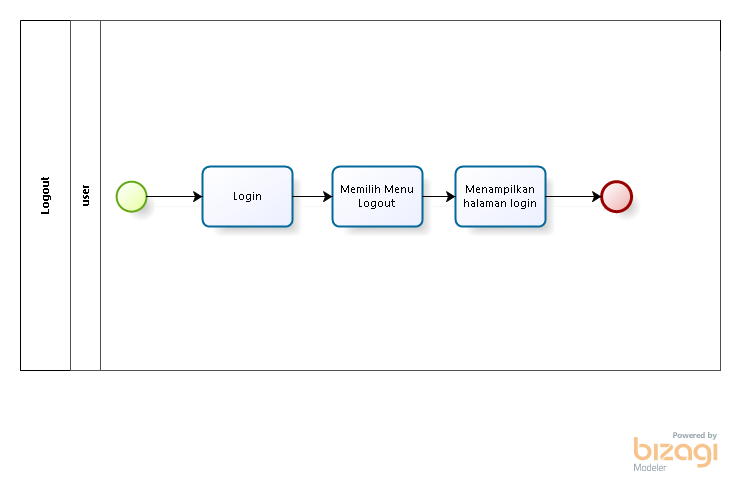 Logout
user
Login
Memilih Menu
Logout
Menampilkan
halaman login
Powered by
bizagi
Modeler